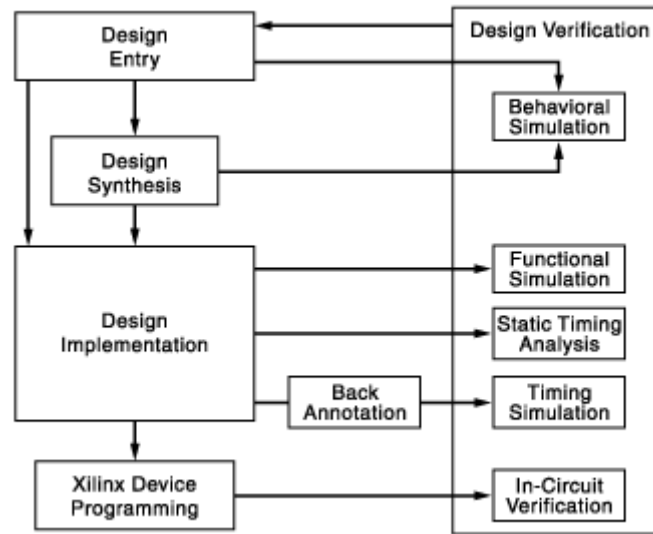 Design
Entry
Design Verification
Behavioral
Simulation
Design
Synthesis
Functional
Simulation
Design
Implementation
Static Timing
Analysis
Back
Annotation
Timing
Simulation
Xilinx Device
Programming
In-Circuit
Verification